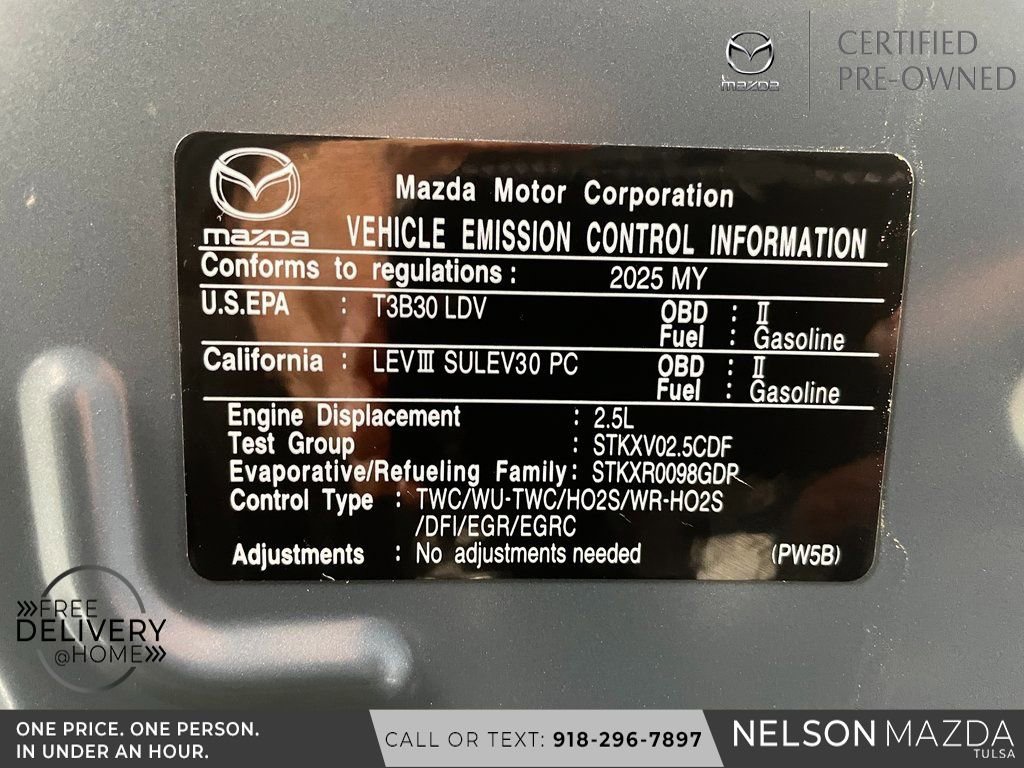 mazda
CERTIFIED
PRE-OWNED
mazda
Mazda Motor Corporation
VEHICLE EMISSION CONTROL INFORMATION
Conforms to regulations : 2025 MY
U.S.EPA : T3B30 LDV OBD : II
Fuel : Gasoline
California : LEVIII SULEV30 PC OBD : II
Fuel : Gasoline
Engine Displacement : 2.5L
Test Group : STKXV02.5CDF
Evaporative/Refueling Family: STKXR0098GDR
Control Type : TWC/WU-TWC/HO2S/WR-HO2S
/DFI/EGR/EGRC
Adjustments : No adjustments needed (PW5B)
FREE
DELIVERY
@HOME
ONE PRICE. ONE PERSON.
IN UNDER AN HOUR.
CALL OR TEXT: 918-296-7897
NELSON MAZDA
TULSA